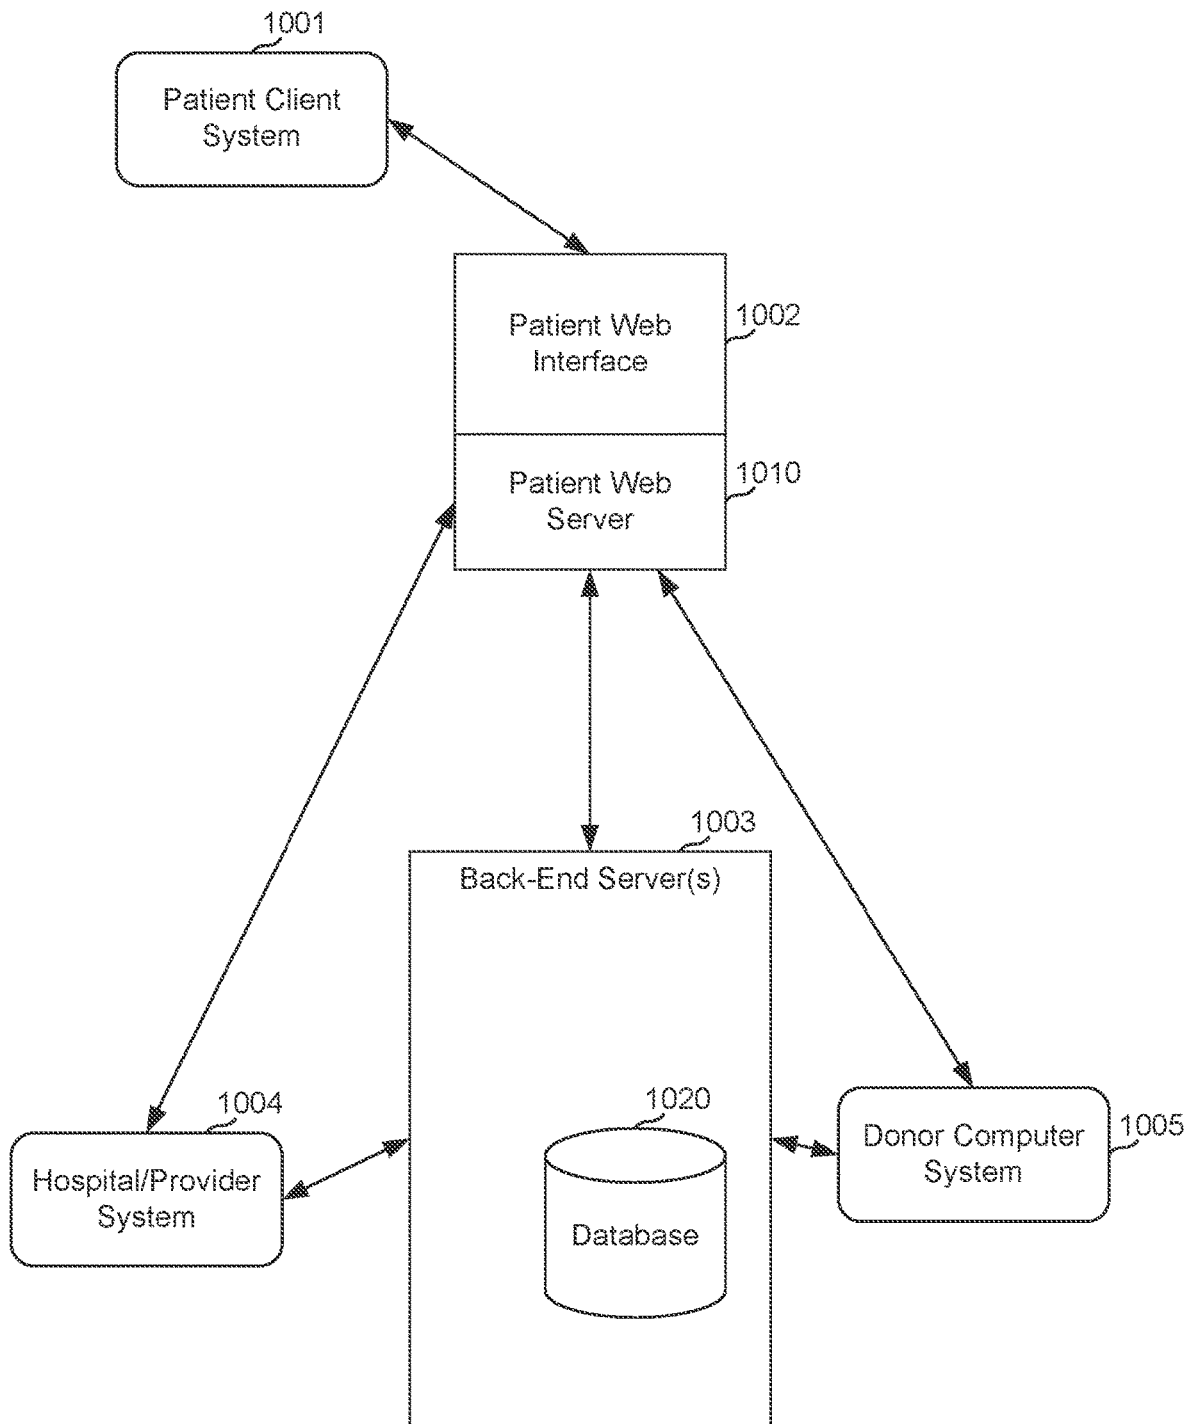 1001
Patient Client
System
Patient Web
Interface
1002
Patient Web
Server
1010
1003
Back-End Server(s)
1004
Hospital/Provider
System
1020
Database
Donor Computer
System
1005